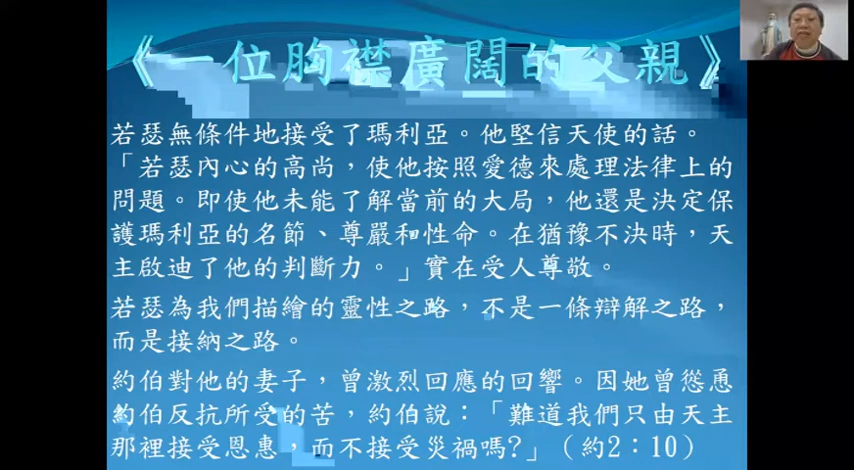 《一位胸襟廣闊的父親》
若瑟無條件地接受了瑪利亞。他堅信天使的話。
「若瑟內心的高尚，使他按照愛德來處理法律上的
問題。即使他未能了解當前的大局，他還是決定保
護瑪利亞的名節、尊嚴和性命。在猶豫不決時，天
主啟迪了他的判斷力。」實在受人尊敬。
若瑟為我們描繪的靈性之路，不是一條辯解之路，
而是接納之路。
約伯對他的妻子，曾激烈回應的回響。因她曾慫恿
約伯反抗所受的苦，約伯說：「難道我們只由天主
那裡接受恩惠，而不接受災禍嗎?」（約2：10）